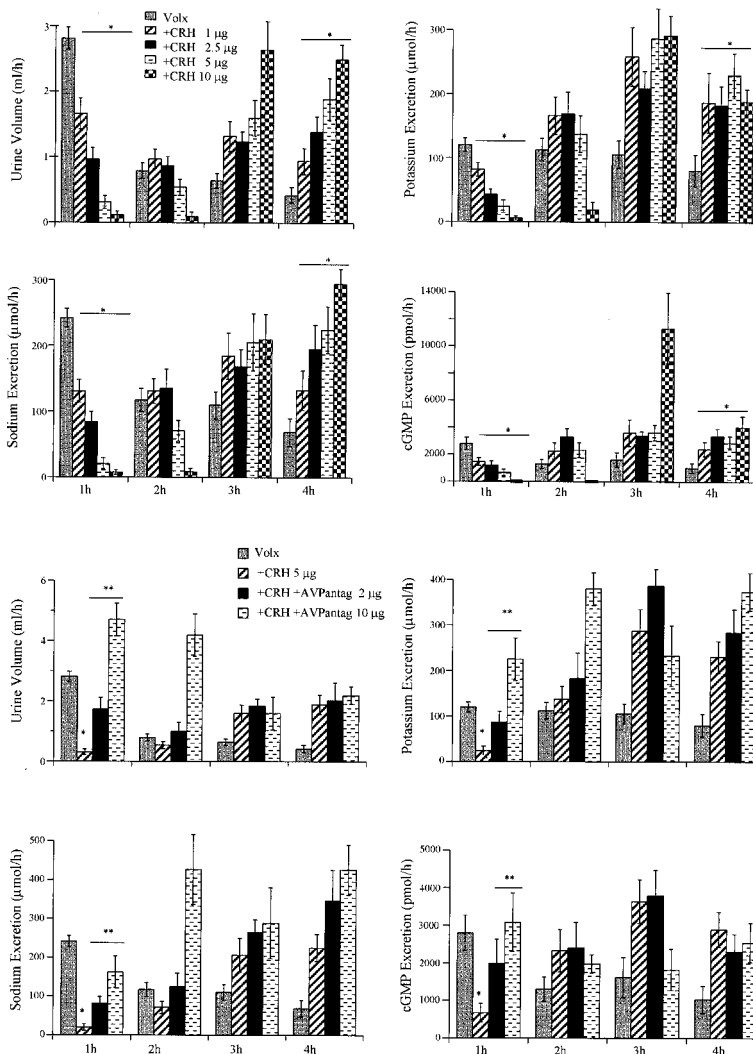 Urine Volume (ml/h)
3
2
1
0
*
*
Volx
+CRH 1 µg
+CRH 2.5 µg
+CRH 5 µg
+CRH 10 µg
Potassium Excretion (µmol/h)
300
200
100
0
*
*
Sodium Excretion (µmol/h)
300
200
100
0
*
*
1h 2h 3h 4h
cGMP Excretion (pmol/h)
14000
10000
6000
2000
0
*
*
*
1h 2h 3h 4h
Volx
+CRH 5 µg
+CRH +AVPantag 2 µg
+CRH +AVPantag 10 µg
Urine Volume (ml/h)
6
4
2
0
*
**
Potassium Excretion (µmol/h)
400
300
200
100
0
*
**
Sodium Excretion (µmol/h)
500
400
300
200
100
0
*
**
1h 2h 3h 4h
cGMP Excretion (pmol/h)
5000
4000
3000
2000
1000
0
*
**
1h 2h 3h 4h